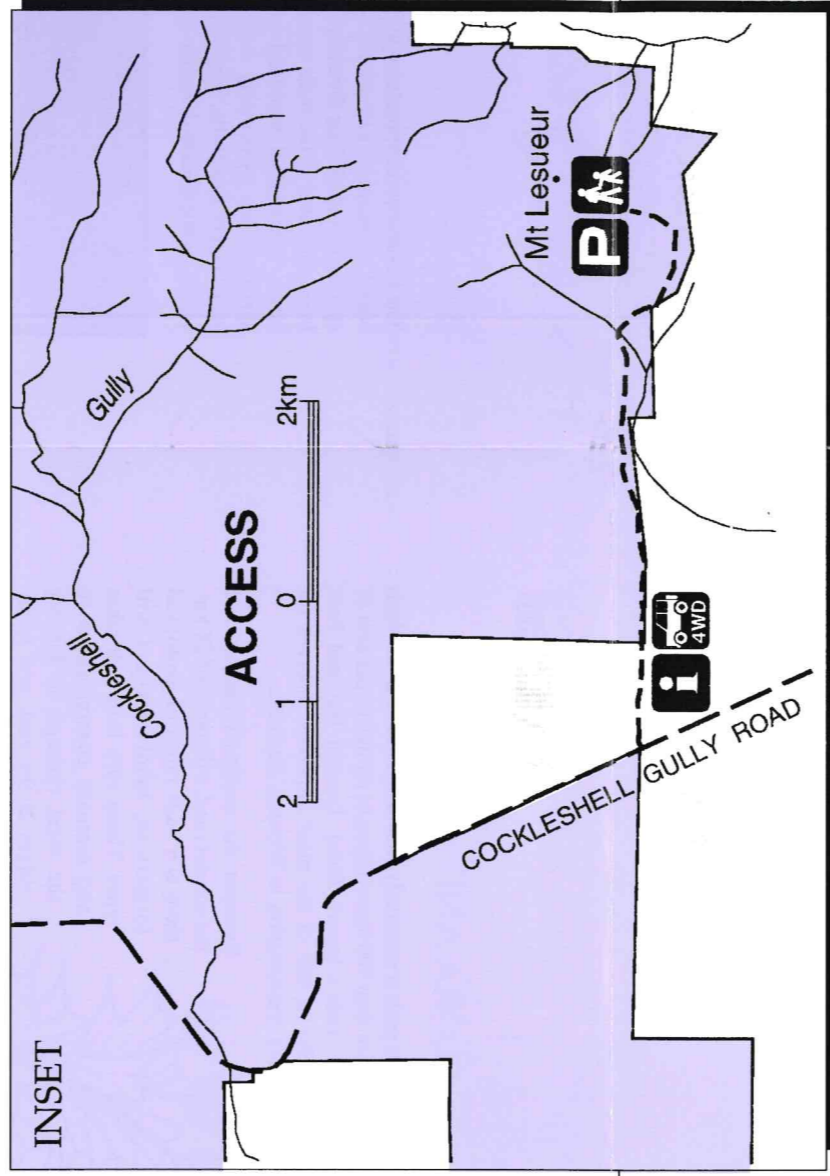 INSET
Cockleshell
Gully
ACCESS
2 1 0 2km
Mt Lesueur
P
i
4WD
COCKLESHELL GULLY ROAD